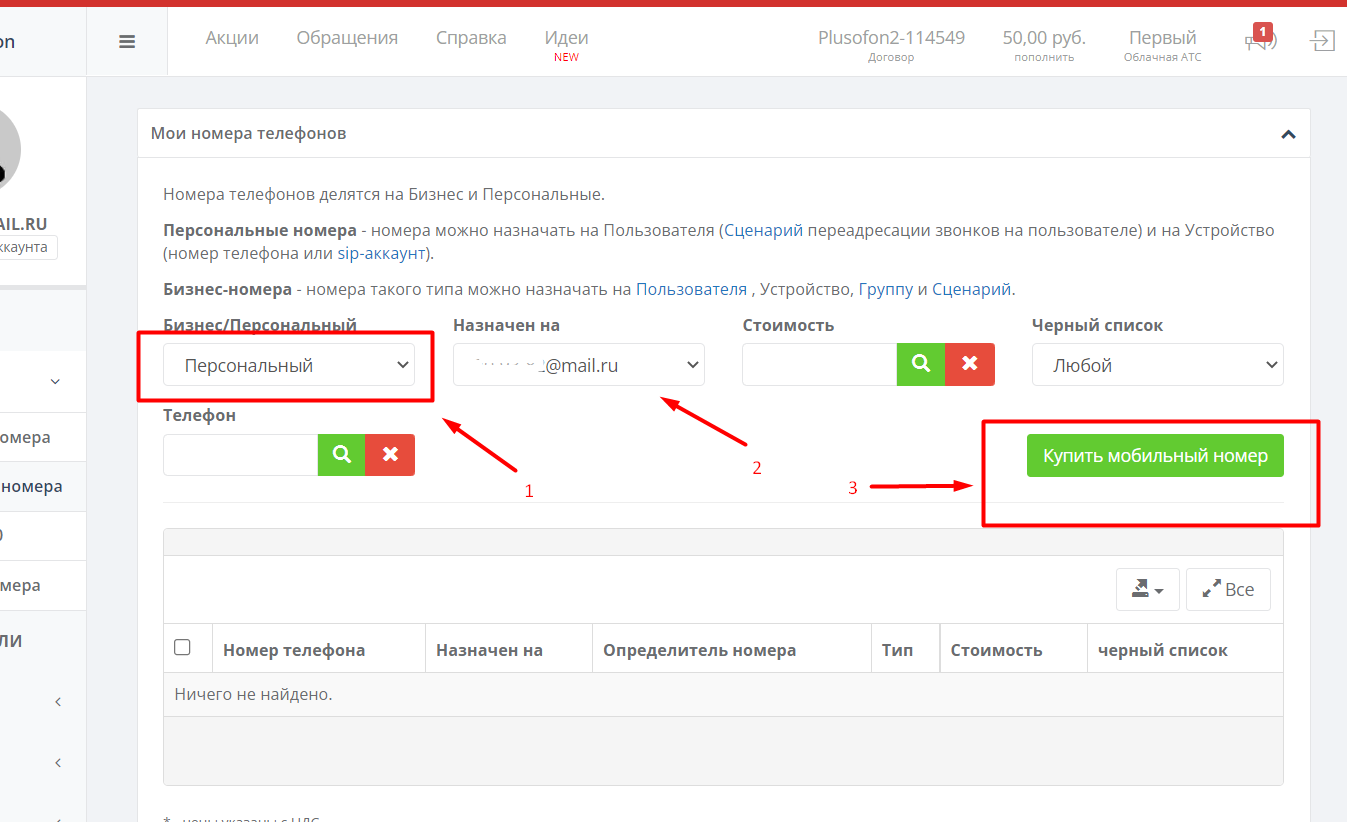 on
Акции
Обращения
Справка
Идеи
NEW
Plusofon2-114549
Договор
50,00 руб.
пополнить
Первый
Облачная АТС
1
AIL.RU
ккаунта
омера
номера
мера
ЛИ
Мои номера телефонов
Номера телефонов делятся на Бизнес и Персональные.
Персональные номера - номера можно назначать на Пользователя (Сценарий переадресации звонков на пользователе) и на Устройство
(номер телефона или sip-аккаунт).
Бизнес-номера - номера такого типа можно назначать на Пользователя , Устройство, Группу и Сценарий.
Бизнес/Персональный
Назначен на
Стоимость
Черный список
Персональный
@mail.ru
Любой
Телефон
1
2
3
Купить мобильный номер
Все
Номер телефона
Назначен на
Определитель номера
Тип
Стоимость
черный список
Ничего не найдено.
* - цены указаны с НДС